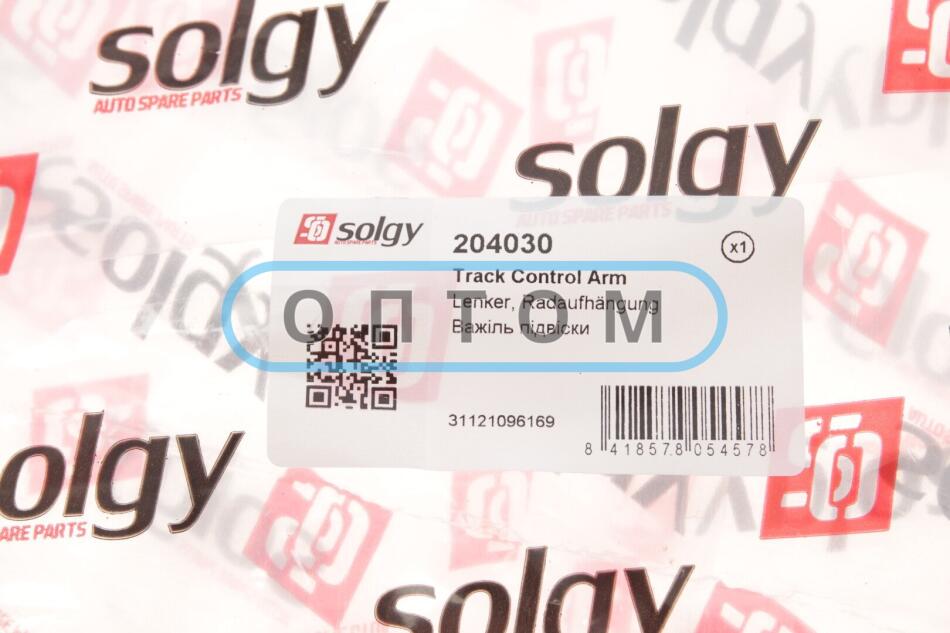 solgy
AUTO SPARE PARTS
solgy
AUTO SPARE PARTS
solgy
AUTO SPARE PARTS
204030
x1
Track Control Arm
Lenker, Radaufhängung
Важіль підвіски
ОПТОМ
31121096169
8 418578 054578
solgy
SPARE PARTS
solgy